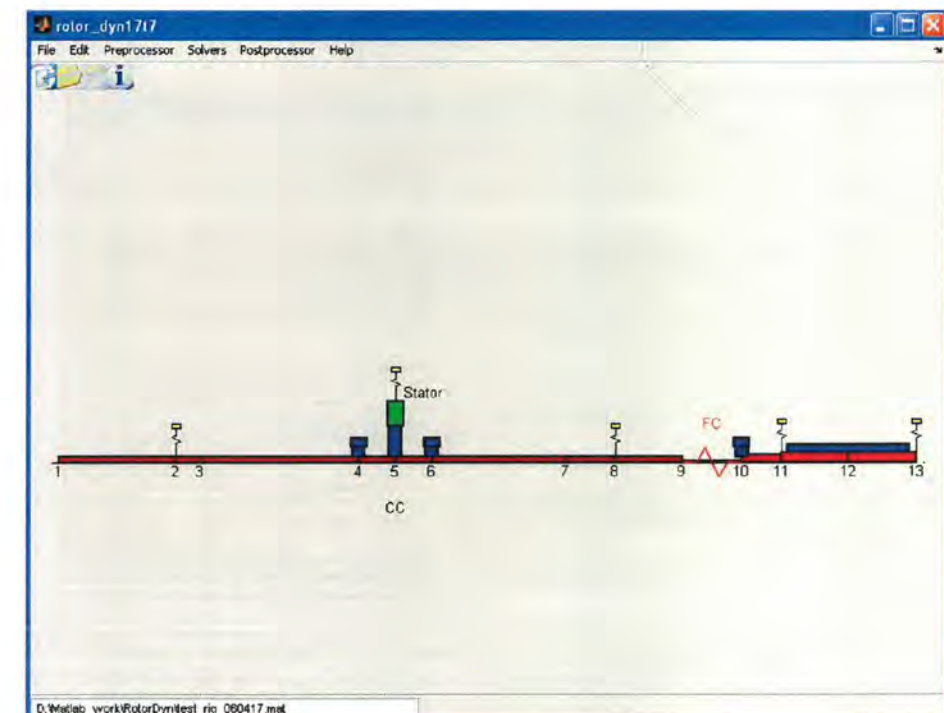 rotor_dyn17t7
File Edit Preprocessor Solvers Postprocessor Help
i
Stator
FC
1 2 3 4 5 6 7 8 9 10 11 12 13
CC
D:\Matlab_work\RotorDyn\test_rig_060417.mat